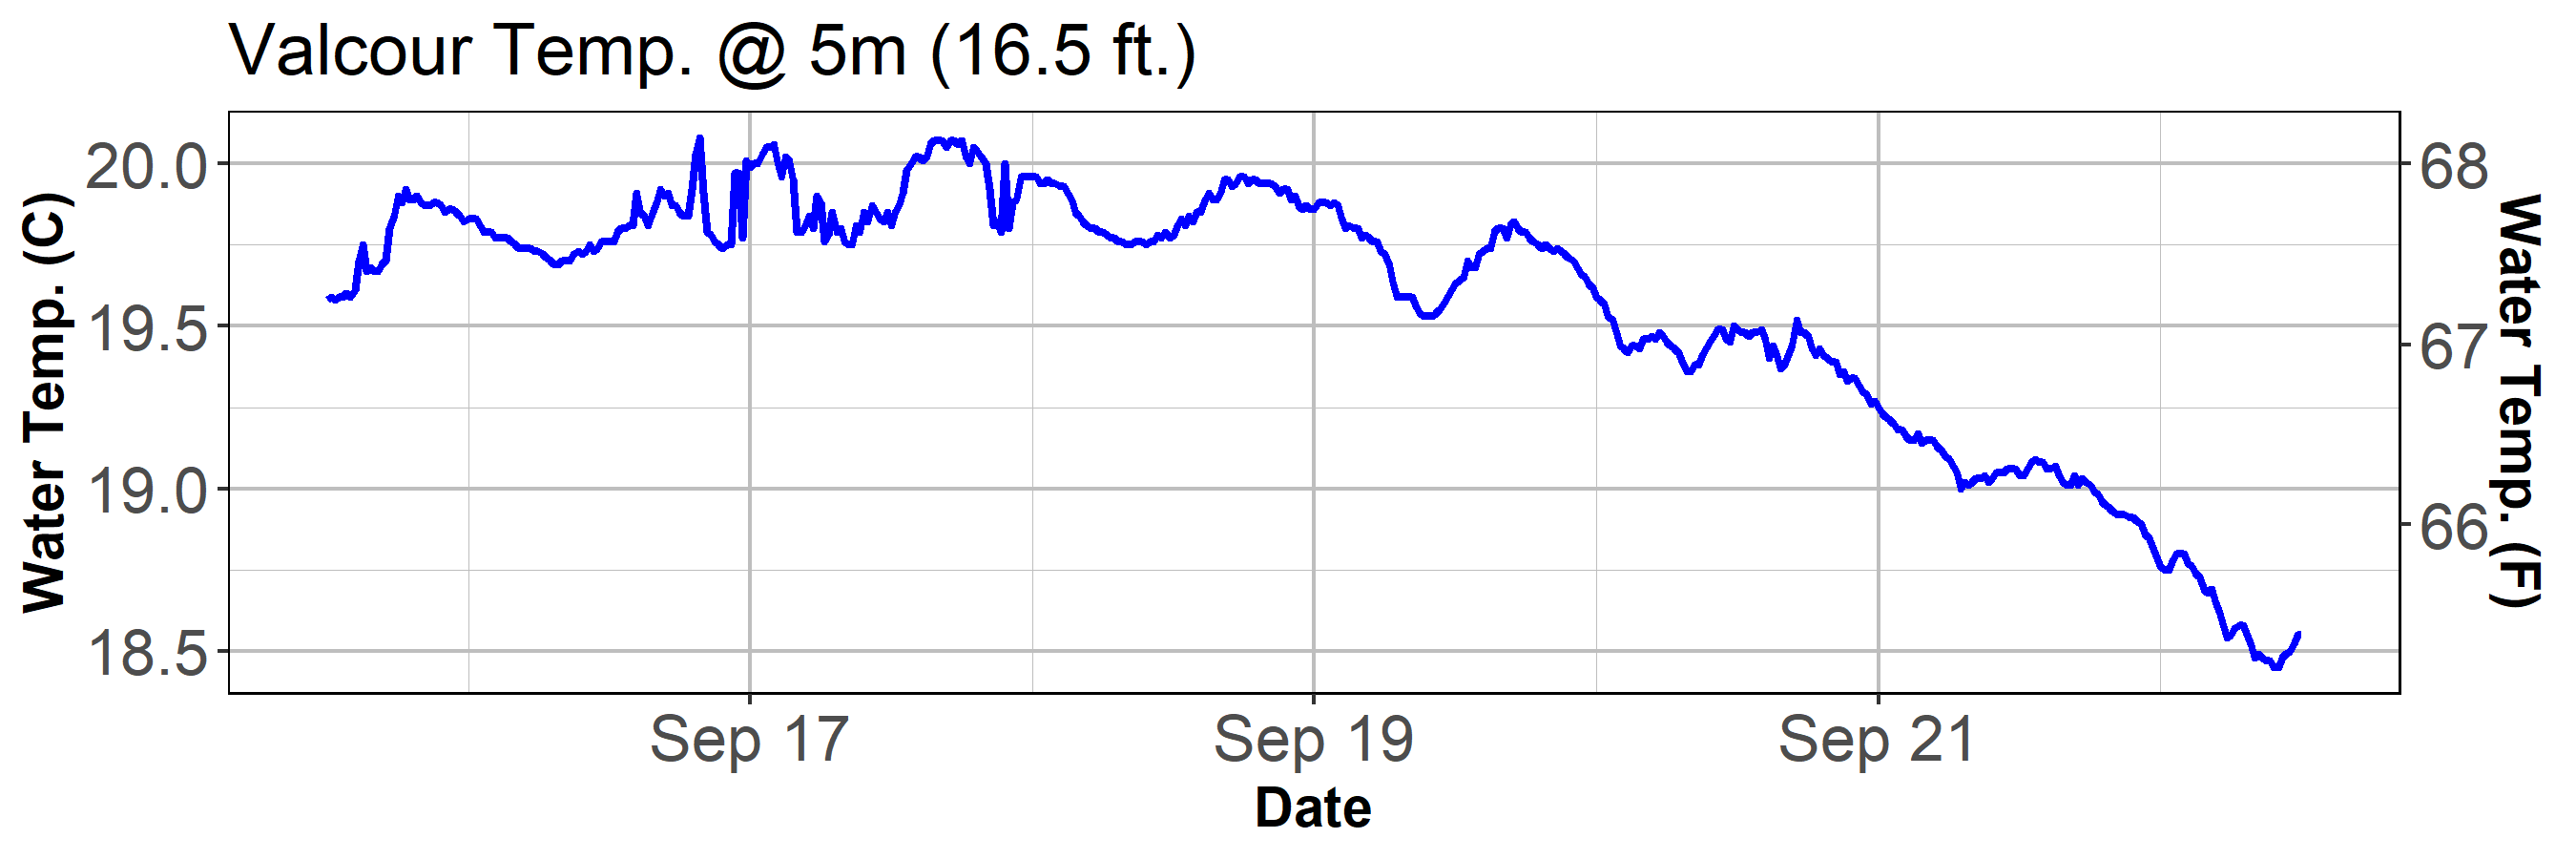 Valcour Temp. @ 5m (16.5 ft.)
Water Temp. (C)
20.0
19.5
19.0
18.5
68
67
66
Water Temp. (F)
Sep 17
Sep 19
Sep 21
Date